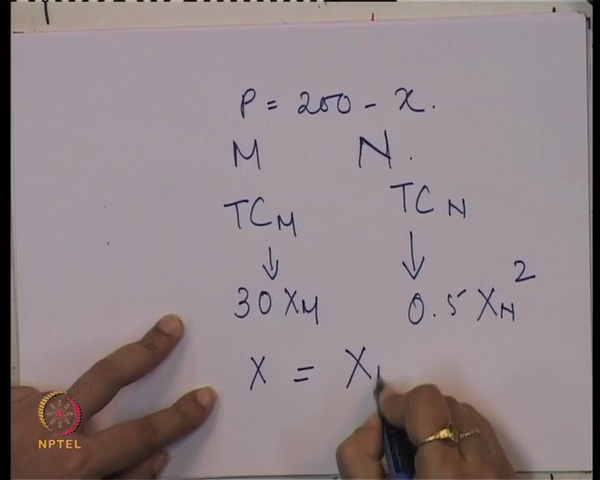 P = 200 - x.
M N.
TC_M TC_N
↓ ↓
30 X_M 0.5 X_N^2
X = X
NPTEL